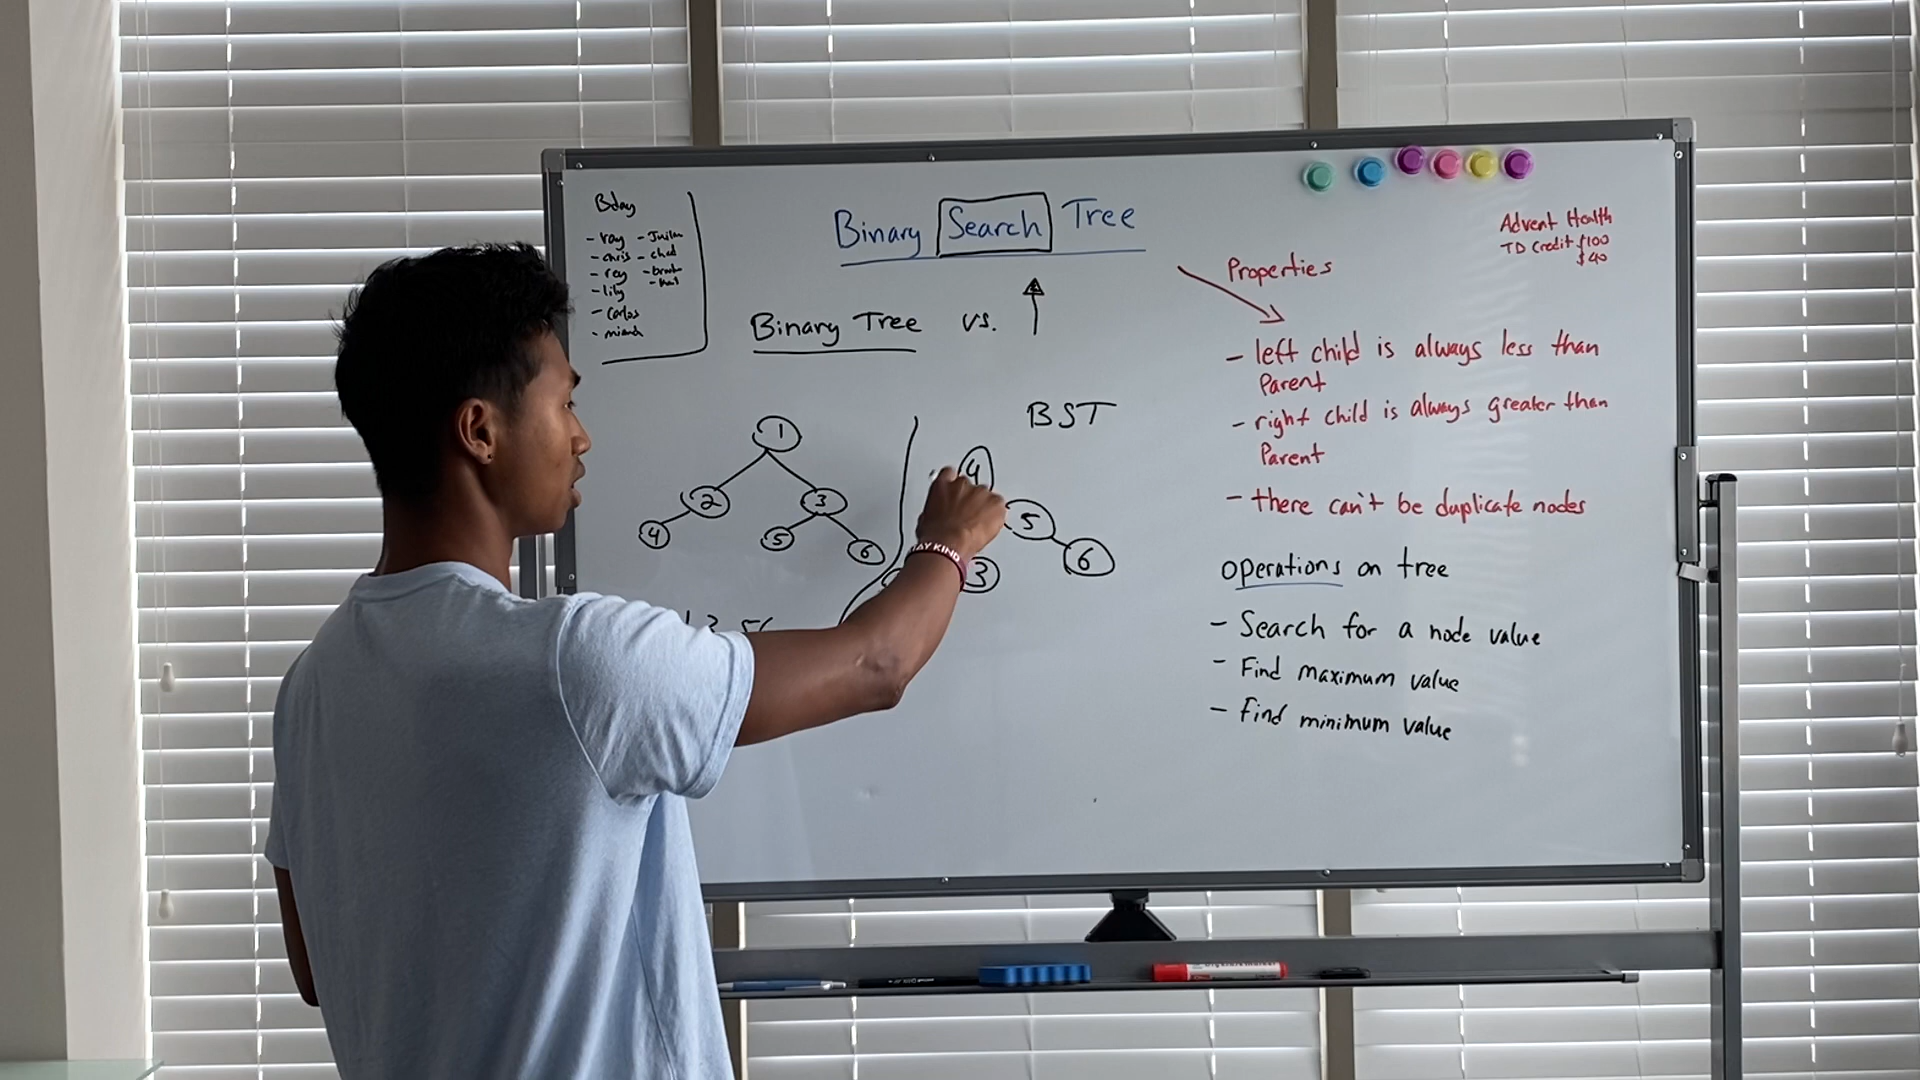 Bday
- ray
- chris
- rey
- lily
- Carlos
- chad
Binary Search Tree
Binary Tree vs.
1
2 3
4 5 6
BST
4
5
3 6
AY KIND
Properties
- left child is always less than
Parent
- right child is always greater than
Parent
- there can't be duplicate nodes
operations on tree
- Search for a node value
- Find maximum value
- find minimum value
Advent Health
TD Credit $100
$40